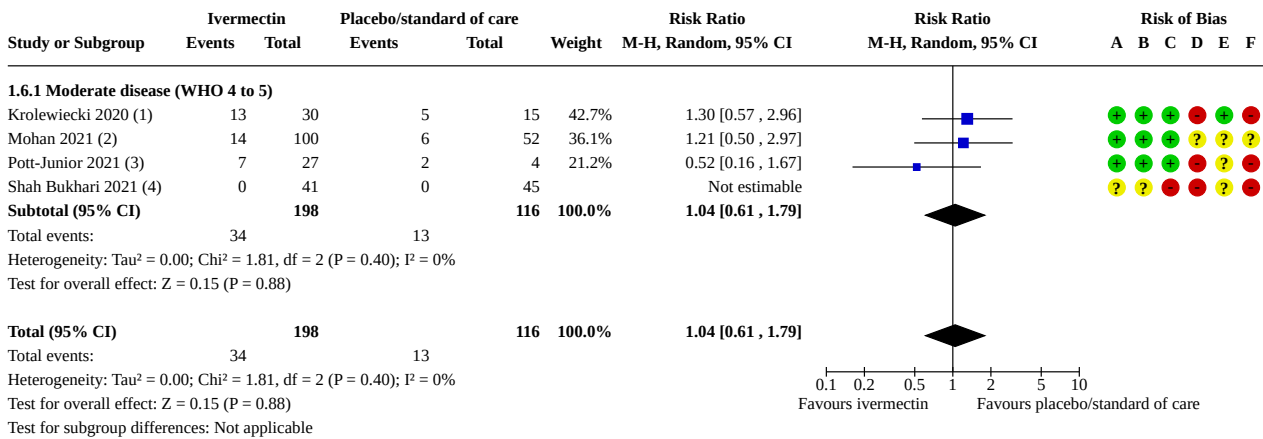 Ivermectin Placebo/standard of care Risk Ratio Risk Ratio Risk of Bias
Study or Subgroup Events Total Events Total Weight M-H, Random, 95% CI M-H, Random, 95% CI A B C D E F
1.6.1 Moderate disease (WHO 4 to 5)
Krolewiecki 2020 (1) 13 30 5 15 42.7% 1.30 [0.57 , 2.96] + + + - + -
Mohan 2021 (2) 14 100 6 52 36.1% 1.21 [0.50 , 2.97] + + + ? ? ?
Pott-Junior 2021 (3) 7 27 2 4 21.2% 0.52 [0.16 , 1.67] + + + - ? -
Shah Bukhari 2021 (4) 0 41 0 45 Not estimable ? ? - - ? -
Subtotal (95% CI) 198 116 100.0% 1.04 [0.61 , 1.79]
Total events: 34 13
Heterogeneity: Tau² = 0.00; Chi² = 1.81, df = 2 (P = 0.40); I² = 0%
Test for overall effect: Z = 0.15 (P = 0.88)
Total (95% CI) 198 116 100.0% 1.04 [0.61 , 1.79]
Total events: 34 13
Heterogeneity: Tau² = 0.00; Chi² = 1.81, df = 2 (P = 0.40); I² = 0%
0.1 0.2 0.5 1 2 5 10
Test for overall effect: Z = 0.15 (P = 0.88) Favours ivermectin Favours placebo/standard of care
Test for subgroup differences: Not applicable